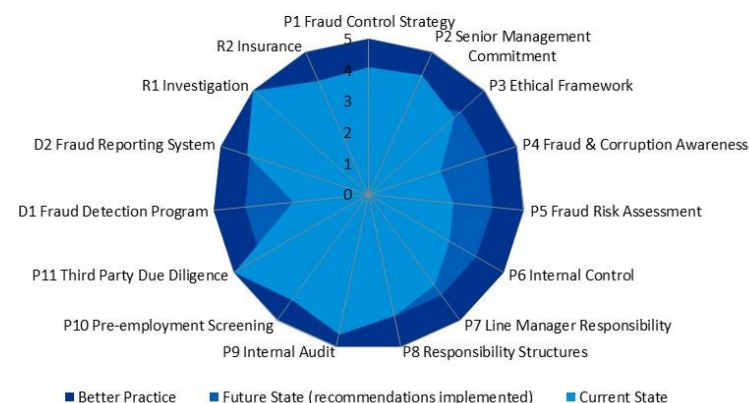 P1 Fraud Control Strategy
R2 Insurance
P2 Senior Management
Commitment
R1 Investigation
P3 Ethical Framework
D2 Fraud Reporting System
P4 Fraud & Corruption Awareness
D1 Fraud Detection Program
P5 Fraud Risk Assessment
P11 Third Party Due Diligence
P6 Internal Control
P10 Pre-employment Screening
P7 Line Manager Responsibility
P9 Internal Audit
P8 Responsibility Structures
5
4
3
2
1
0
Better Practice
Future State (recommendations implemented)
Current State